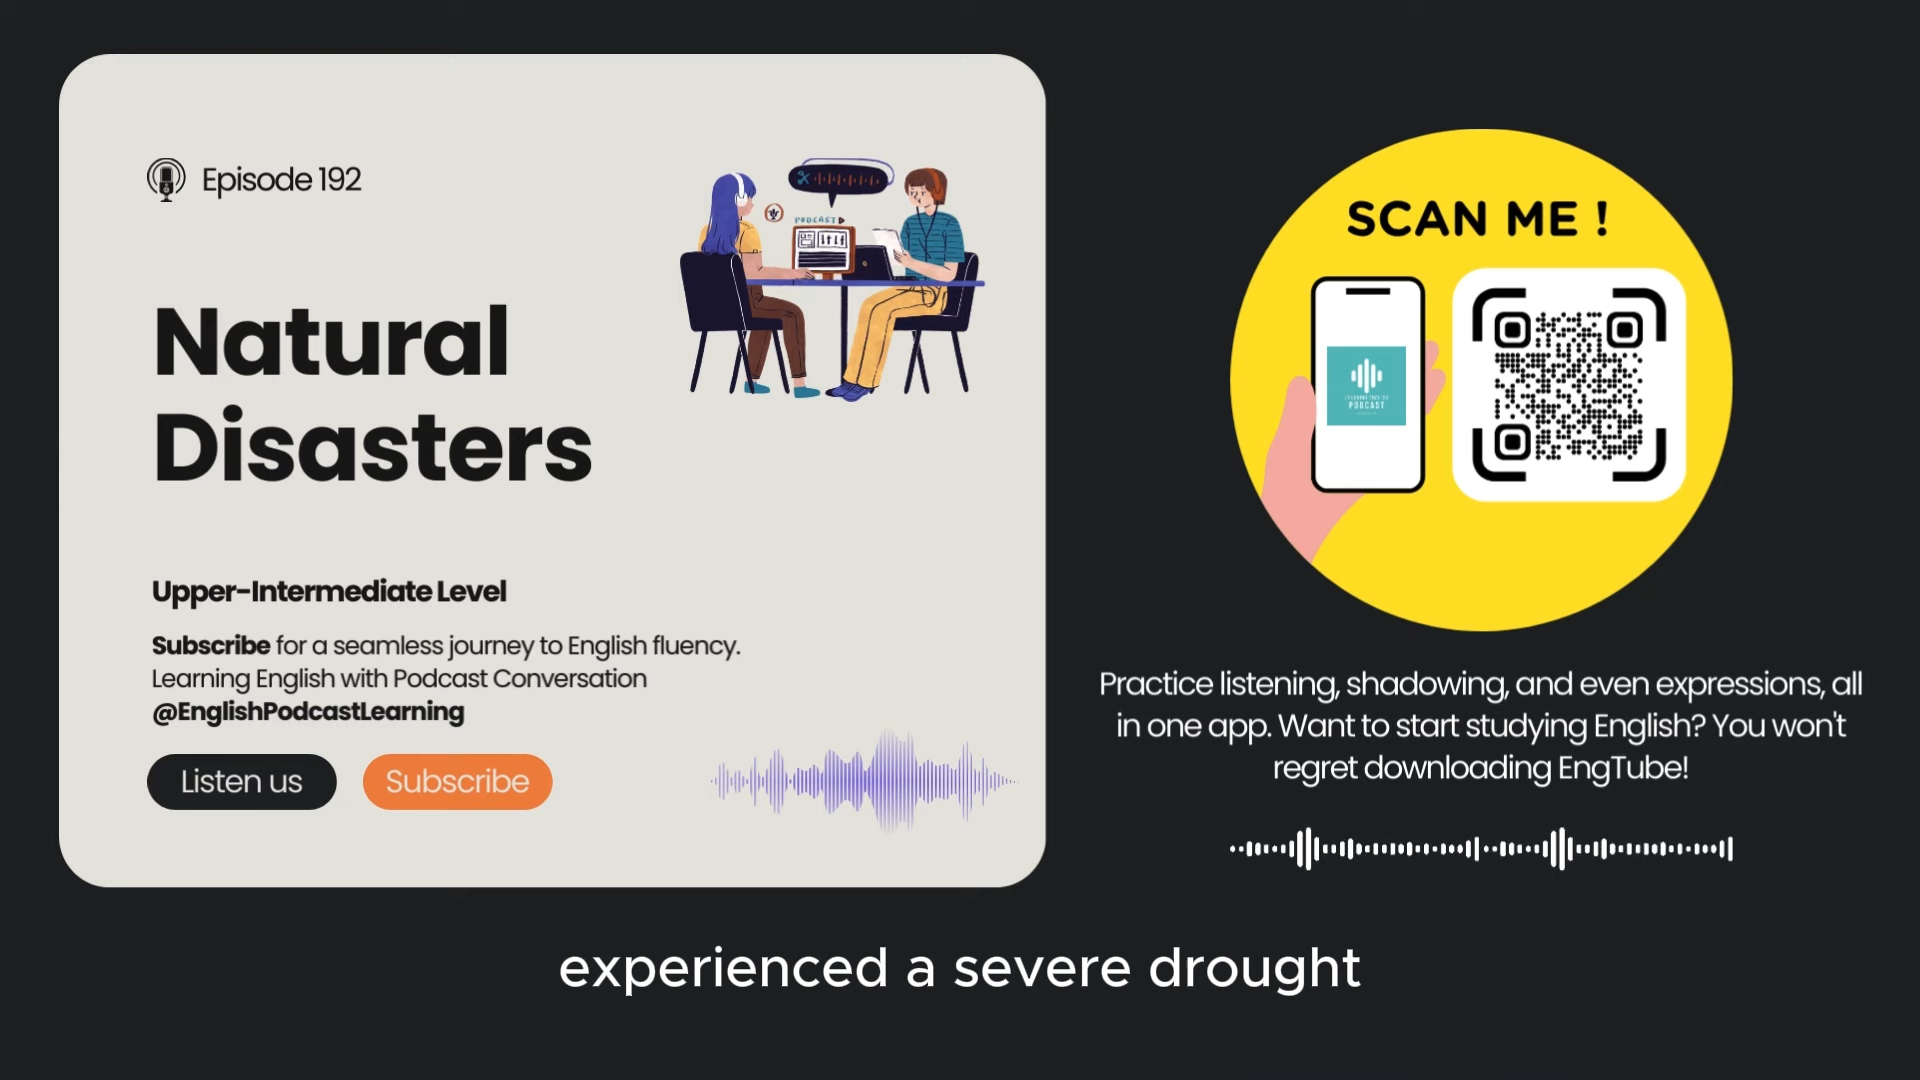 Episode 192
PODCAST
Natural
Disasters
Upper-Intermediate Level
Subscribe for a seamless journey to English fluency.
Learning English with Podcast Conversation
@EnglishPodcastLearning
Listen us
Subscribe
SCAN ME !
PODCAST
Practice listening, shadowing, and even expressions, all
in one app. Want to start studying English? You won't
regret downloading EngTube!
experienced a severe drought